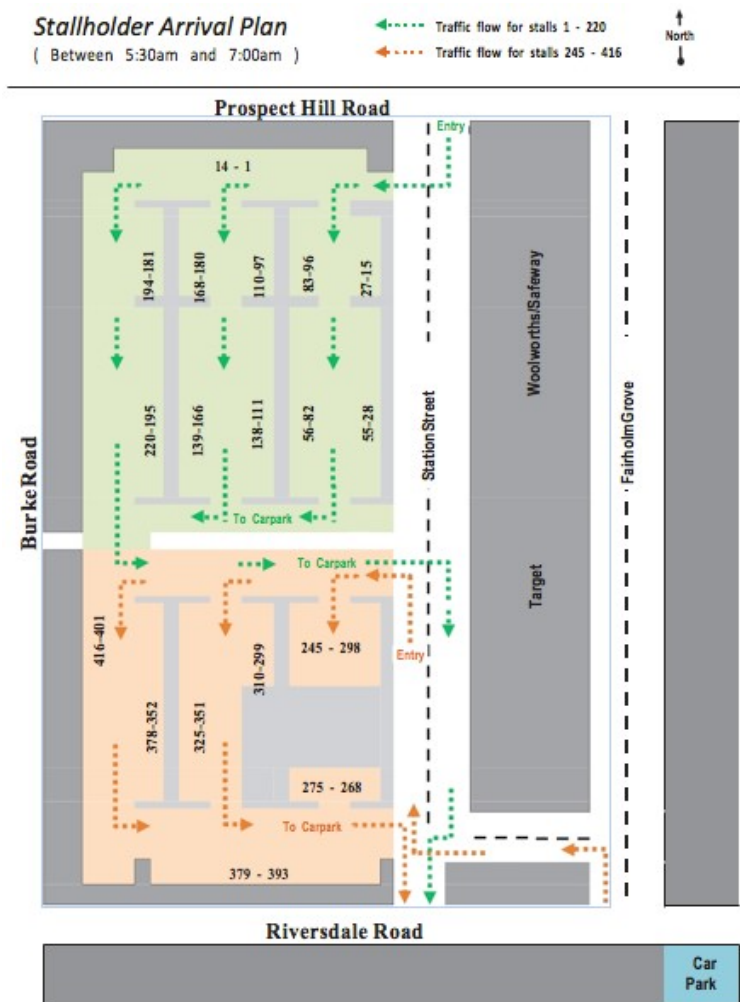 Stallholder Arrival Plan
( Between 5:30am and 7:00am )
Traffic flow for stalls 1 - 220
Traffic flow for stalls 245 - 416
North
Prospect Hill Road
Entry
14 - 1
194-181
168-180
110-97
83-96
27-15
Woolworths/Safeway
220-195
139-166
138-111
56-82
55-28
Station Street
Fairholm Grove
Burke Road
To Carpark
To Carpark
Target
416-401
245 - 298
310-299
Entry
378-352
325-351
275 - 268
To Carpark
379 - 393
Riversdale Road
Car
Park